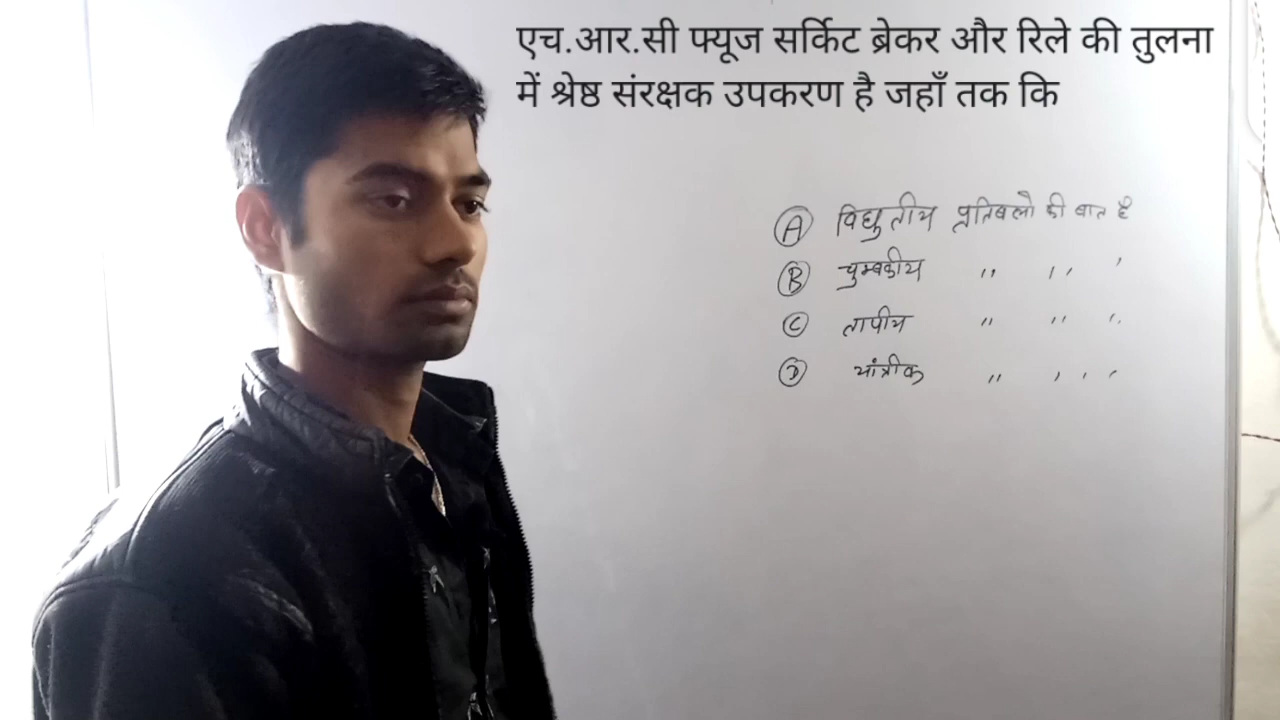 एच.आर.सी फ्यूज सर्किट ब्रेकर और रिले की तुलना
में श्रेष्ठ संरक्षक उपकरण है जहाँ तक कि
(A) विद्युतीय प्रतिबलो की बात है
(B) चुम्बकीय " " "
(C) तापीय " " "
(D) यांत्रिक " " "